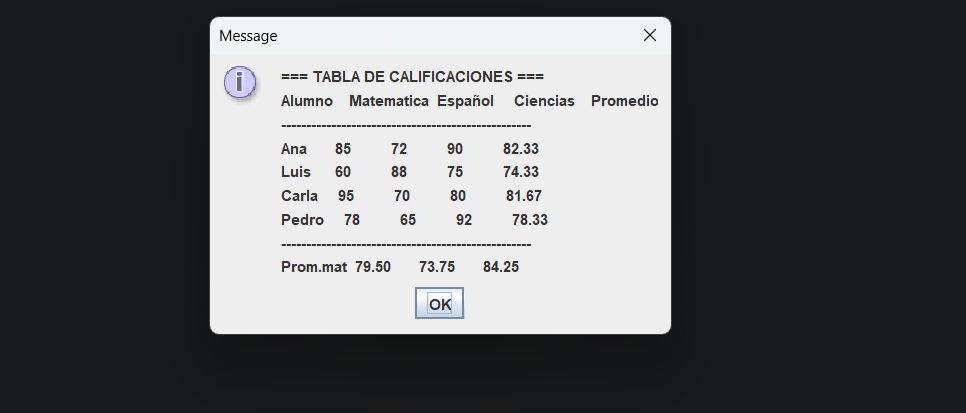 Message
=== TABLA DE CALIFICACIONES ===
Alumno Matematica Español Ciencias Promedio
--------------------------------------------------
Ana 85 72 90 82.33
Luis 60 88 75 74.33
Carla 95 70 80 81.67
Pedro 78 65 92 78.33
--------------------------------------------------
Prom.mat 79.50 73.75 84.25
OK